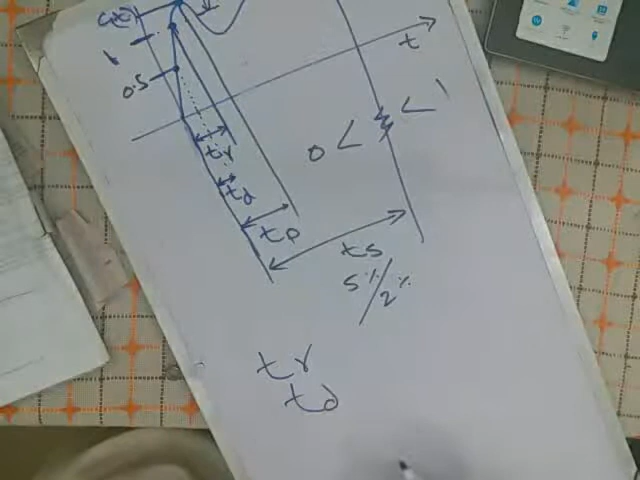 c(t)
1
0.5
t
0 < ξ < 1
tr
td
tp
ts
5%/2%
tr
td